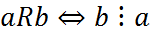 aRb ⇔ b ⋮ a